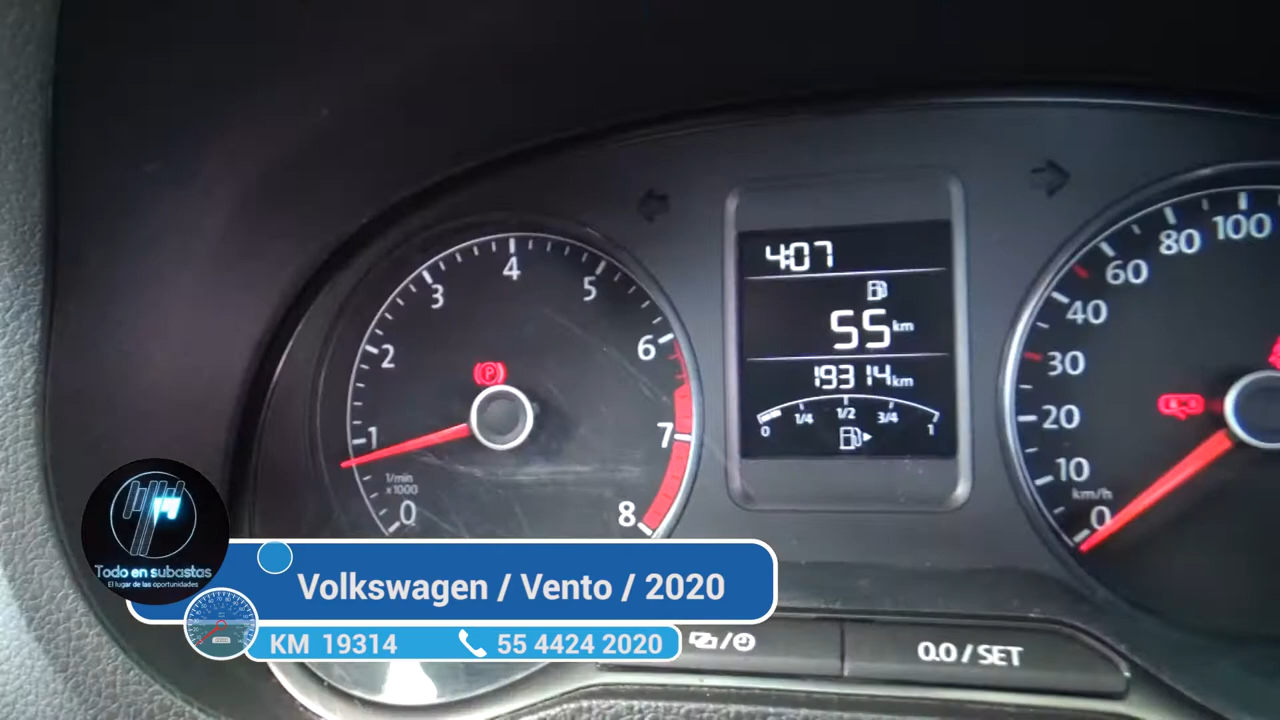 4:07
55 km
19314 km
0 1/4 1/2 3/4 1
0 1 2 3 4 5 6 7 8
1/min
x1000
P
0 10 20 30 40 60 80 100
km/h
Todo en subastas
El lugar de las oportunidades
Volkswagen / Vento / 2020
KM 19314
55 4424 2020
0.0 / SET